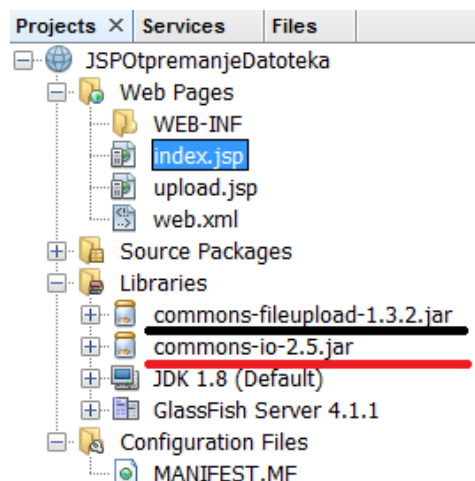 Projects × Services Files
JSPOtpremanjeDatoteka
Web Pages
WEB-INF
index.jsp
upload.jsp
web.xml
Source Packages
Libraries
commons-fileupload-1.3.2.jar
commons-io-2.5.jar
JDK 1.8 (Default)
GlassFish Server 4.1.1
Configuration Files
MANIFEST.MF